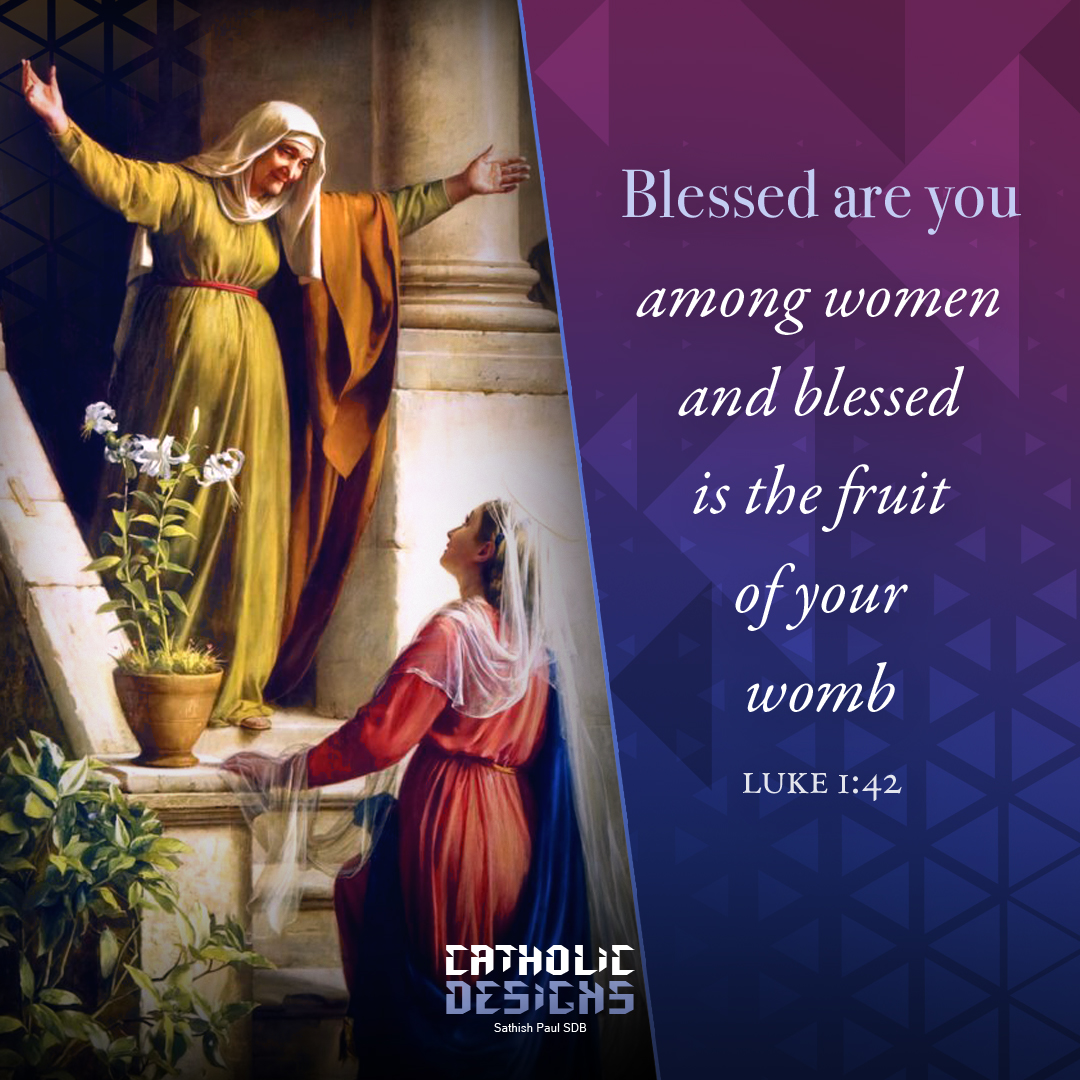 Blessed are you
among women
and blessed
is the fruit
of your
womb
LUKE 1:42
CATHOLIC
DESIGNS
Sathish Paul SDB